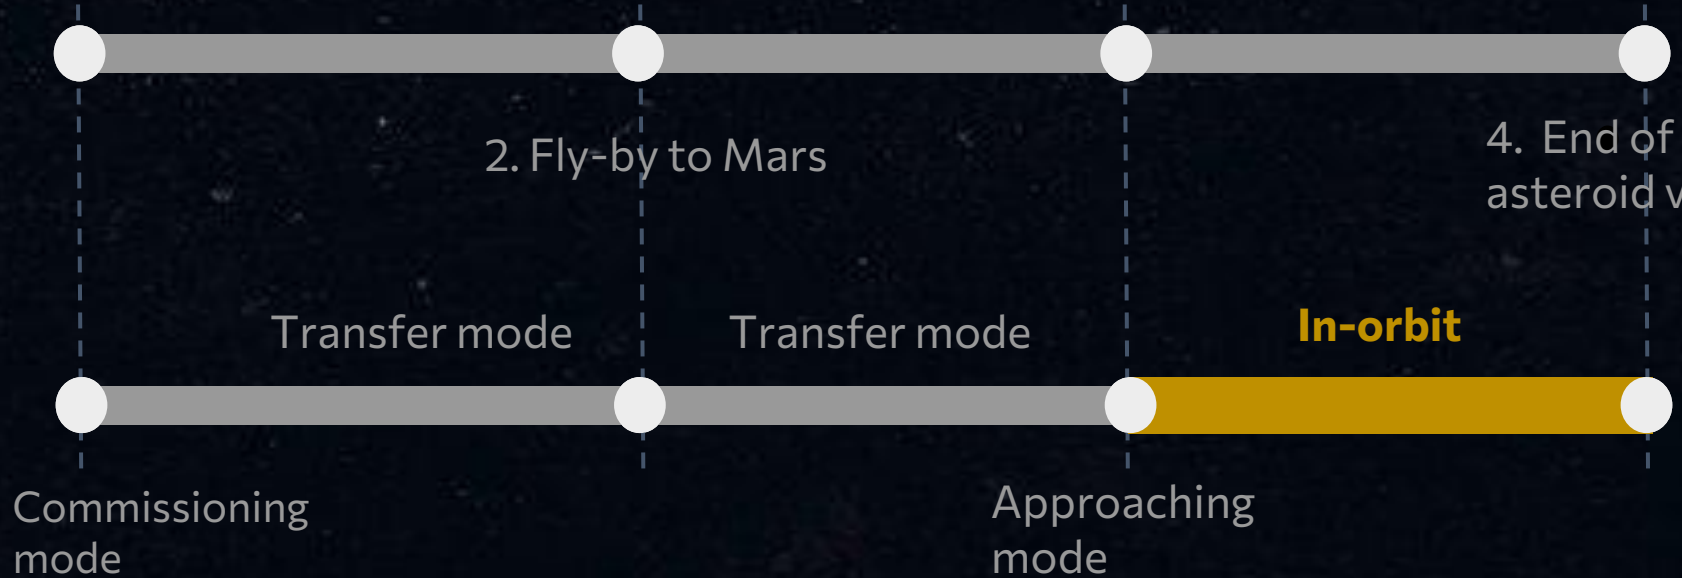 2. Fly-by to Mars
4. End of
asteroid
Transfer mode
Transfer mode
In-orbit
Commissioning
mode
Approaching
mode